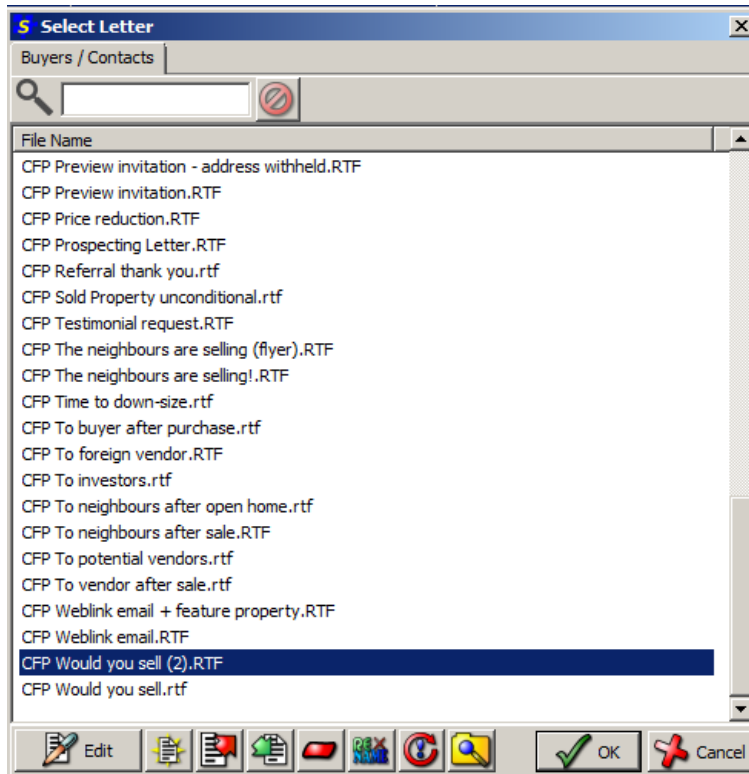 S Select Letter
Buyers / Contacts
File Name
CFP Preview invitation - address withheld.RTF
CFP Preview invitation.RTF
CFP Price reduction.RTF
CFP Prospecting Letter.RTF
CFP Referral thank you.rtf
CFP Sold Property unconditional.rtf
CFP Testimonial request.RTF
CFP The neighbours are selling (flyer).RTF
CFP The neighbours are selling!.RTF
CFP Time to down-size.rtf
CFP To buyer after purchase.rtf
CFP To foreign vendor.RTF
CFP To investors.rtf
CFP To neighbours after open home.rtf
CFP To neighbours after sale.RTF
CFP To potential vendors.rtf
CFP To vendor after sale.rtf
CFP Weblink email + feature property.RTF
CFP Weblink email.RTF
CFP Would you sell (2).RTF
CFP Would you sell.rtf
Edit RE NAME OK Cancel